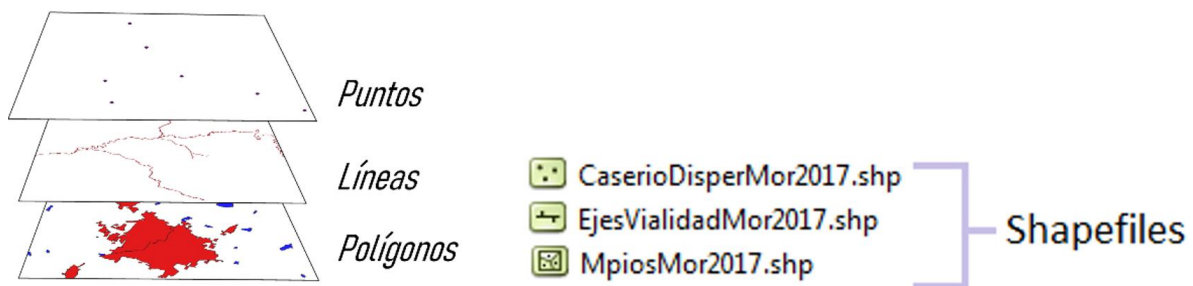 Puntos
Líneas
Polígonos
CaserioDisperMor2017.shp
EjesVialidadMor2017.shp
MpiosMor2017.shp
Shapefiles